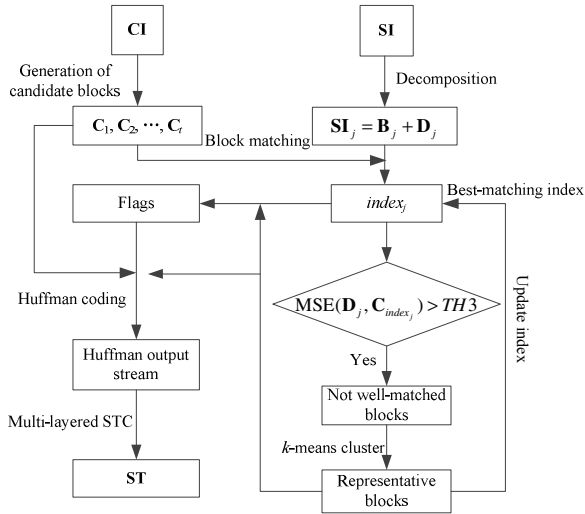 CI
SI
Generation of
candidate blocks
Decomposition
C₁, C₂, ⋯, Cₜ
SIⱼ = Bⱼ + Dⱼ
Block matching
Best-matching index
Flags
indexⱼ
MSE(Dⱼ, C_indexⱼ) > TH3
Update index
Huffman coding
Yes
Huffman output
stream
Not well-matched
blocks
Multi-layered STC
k-means cluster
ST
Representative
blocks